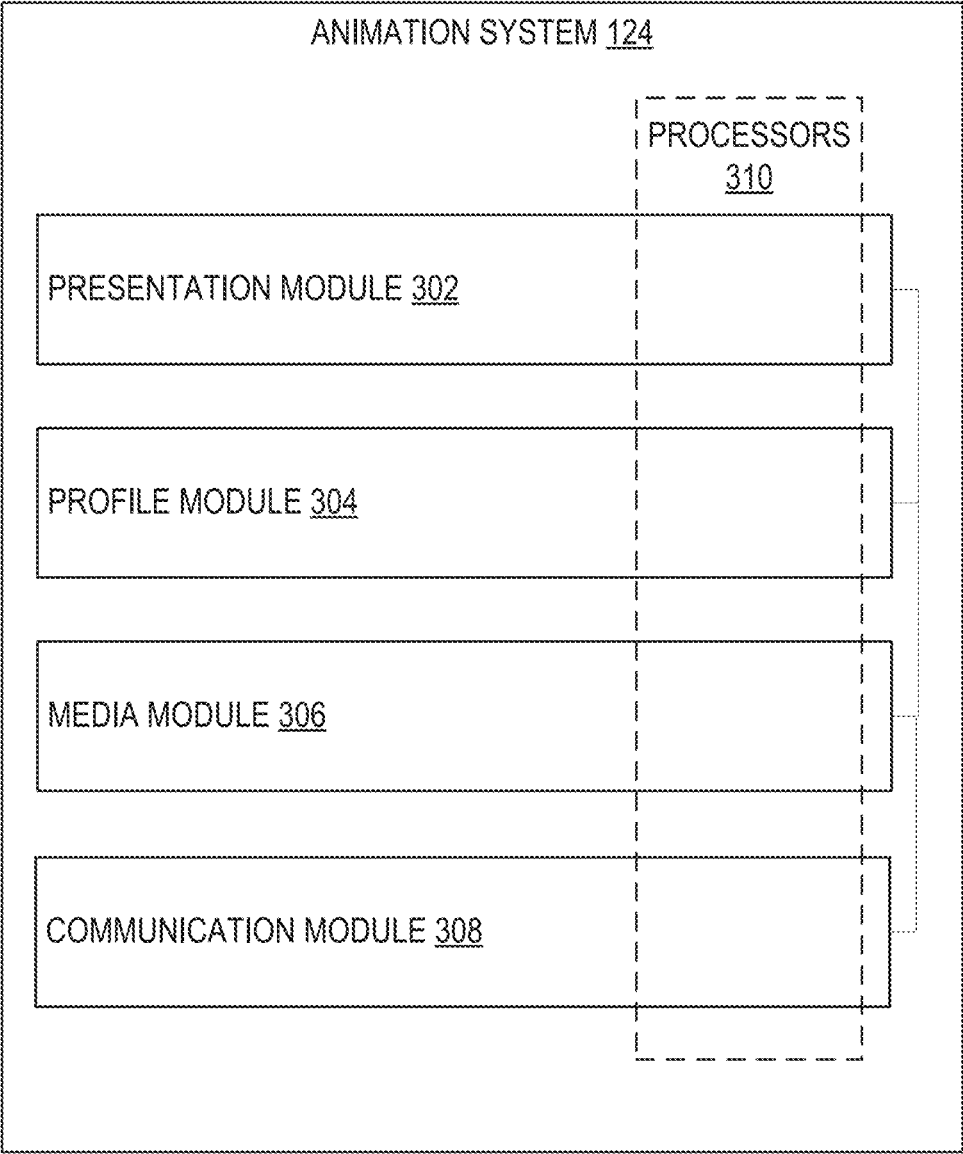 ANIMATION SYSTEM 124
PROCESSORS
310
PRESENTATION MODULE 302
PROFILE MODULE 304
MEDIA MODULE 306
COMMUNICATION MODULE 308